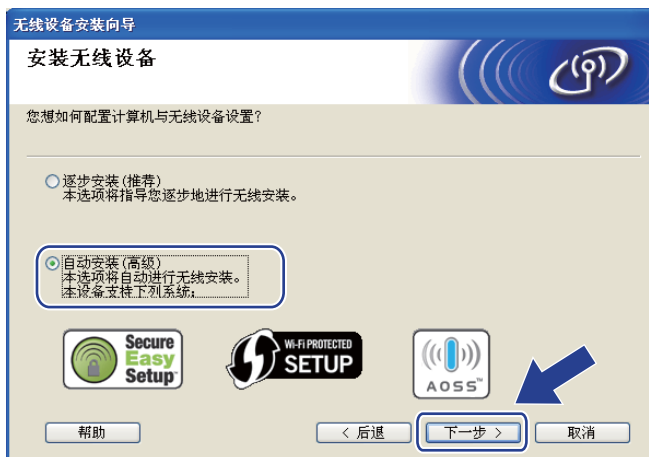 无线设备安装向导
安装无线设备
您想如何配置计算机与无线设备设置?
逐步安装(推荐)
本选项将指导您逐步地进行无线安装。
自动安装(高级)
本选项将自动进行无线安装。
本设备支持下列系统:
Secure
Easy
Setup™
Wi-Fi PROTECTED
SETUP
AOSS™
帮助
< 后退
下一步 >
取消